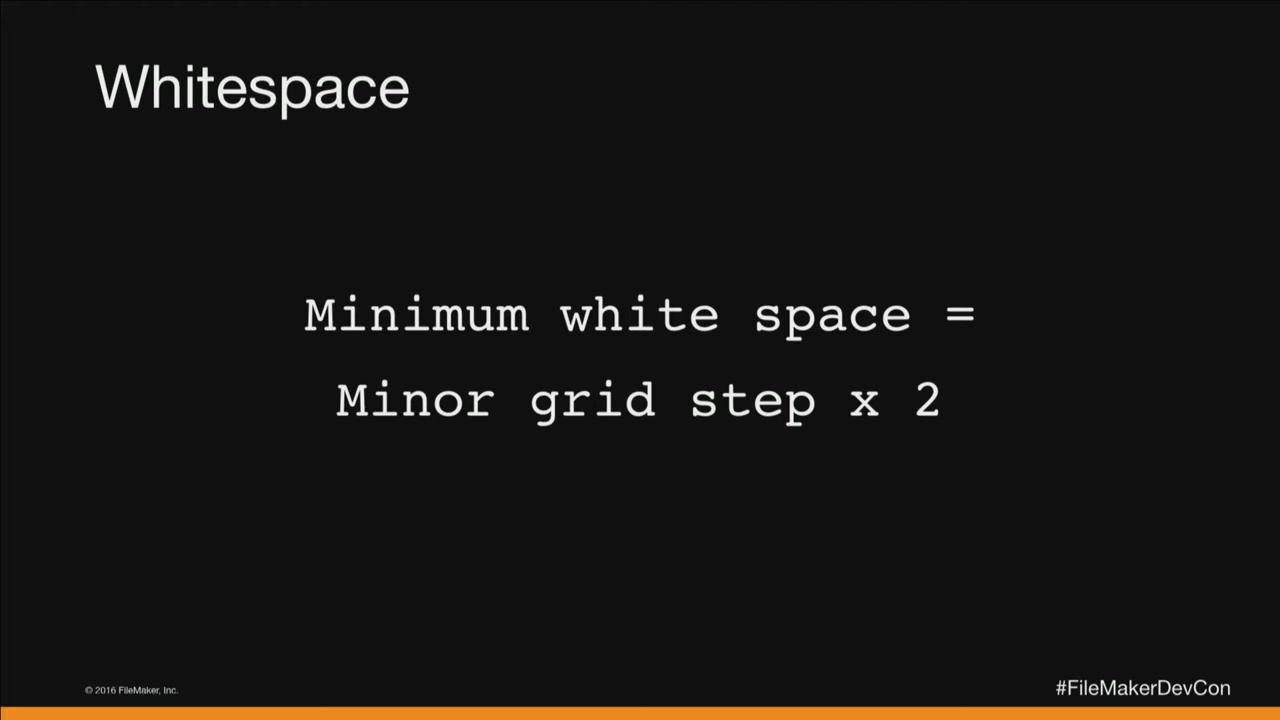 Whitespace
Minimum white space =
Minor grid step x 2
© 2016 FileMaker, Inc.
#FileMakerDevCon